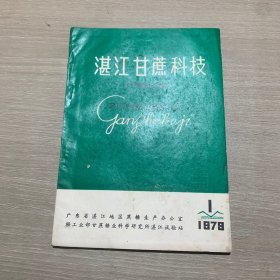 湛江甘蔗科技
Ganzhekeji
1
1978
广东省湛江地区蔗糖生产办公室
轻工业部甘蔗糖业科学研究所湛江试验站